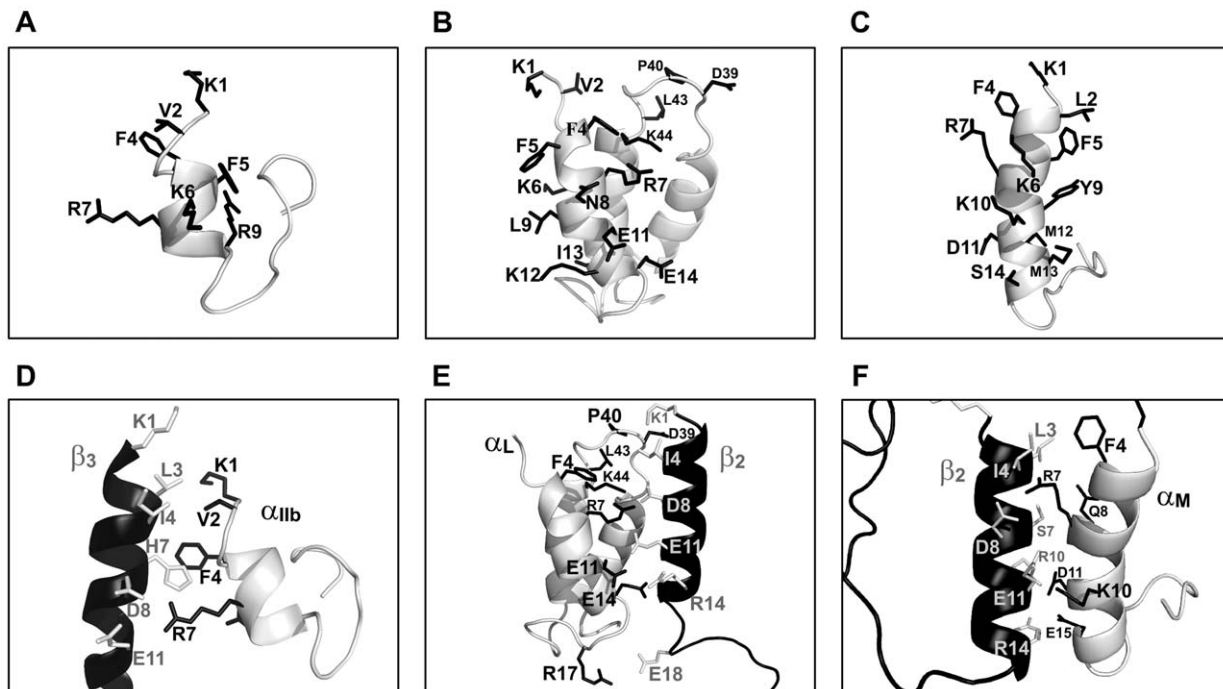 A
K1
V2
F4
F5
K6
R7
R9
B
K1
V2
P40
D39
L43
F4
K44
F5
R7
K6
N8
L9
E11
I13
K12
E14
C
K1
F4
L2
R7
F5
K6
Y9
K10
M12
D11
M13
S14
D
K1
β3
L3
K1
I4
V2
αIIb
H7
F4
D8
R7
E11
E
P40
K1
αL
D39
β2
L43
I4
F4
K44
R7
D8
E11
E11
E14
R14
R17
E18
F
L3
F4
β2
I4
R7
αM
Q8
S7
D8
R10
D11
E11
K10
E15
R14